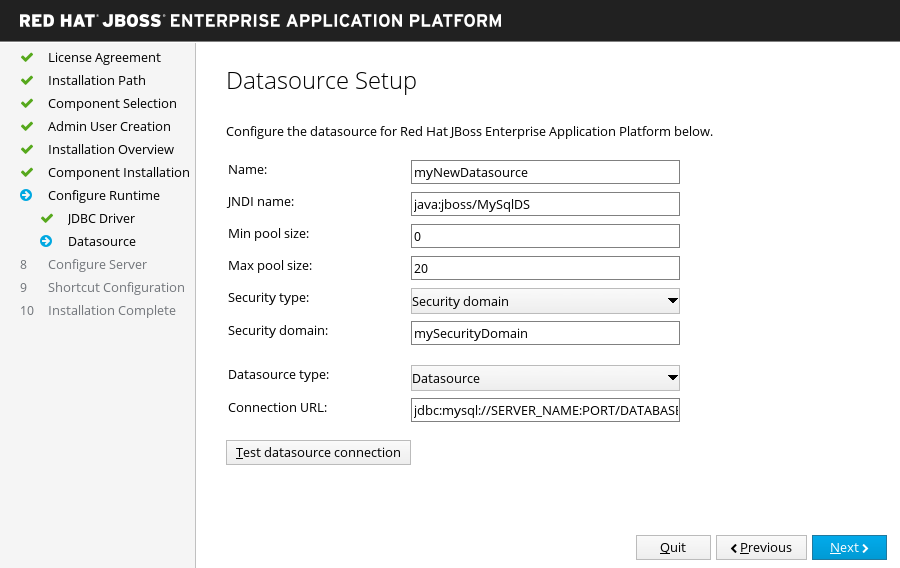 RED HAT® JBOSS® ENTERPRISE APPLICATION PLATFORM
License Agreement
Installation Path
Component Selection
Admin User Creation
Installation Overview
Component Installation
Configure Runtime
JDBC Driver
Datasource
8 Configure Server
9 Shortcut Configuration
10 Installation Complete
Datasource Setup
Configure the datasource for Red Hat JBoss Enterprise Application Platform below.
Name: myNewDatasource
JNDI name: java:jboss/MySqlDS
Min pool size: 0
Max pool size: 20
Security type: Security domain
Security domain: mySecurityDomain
Datasource type: Datasource
Connection URL: jdbc:mysql://SERVER_NAME:PORT/DATABASE
Test datasource connection
Quit Previous Next